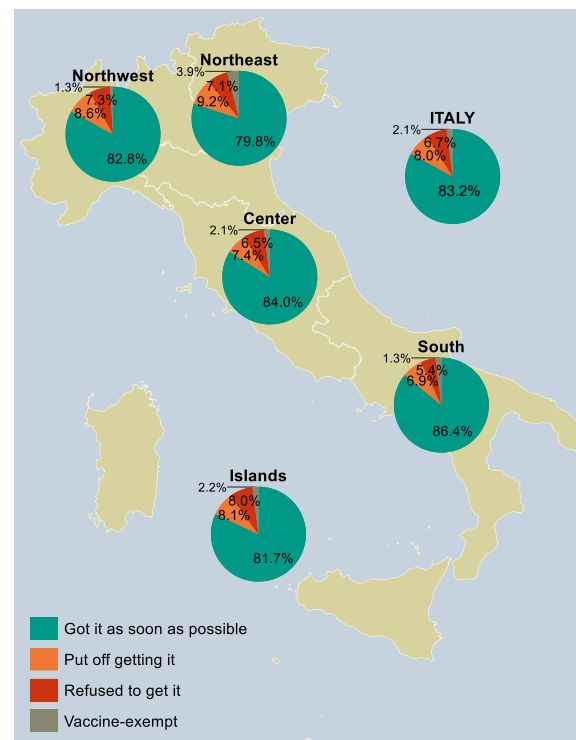 Northwest
1.3%
7.3%
8.6%
82.8%
Northeast
3.9%
7.1%
9.2%
79.8%
ITALY
2.1%
6.7%
8.0%
83.2%
Center
2.1%
6.5%
7.4%
84.0%
South
1.3%
5.4%
6.9%
86.4%
Islands
2.2%
8.0%
8.1%
81.7%
Got it as soon as possible
Put off getting it
Refused to get it
Vaccine-exempt